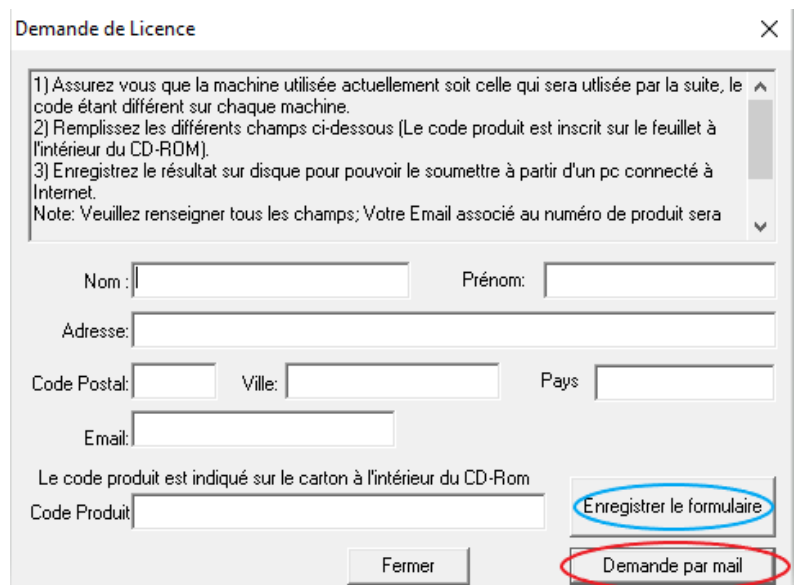 Demande de Licence
1) Assurez vous que la machine utilisée actuellement soit celle qui sera utlisée par la suite, le
code étant différent sur chaque machine.
2) Remplissez les différents champs ci-dessous (Le code produit est inscrit sur le feuillet à
l'intérieur du CD-ROM).
3) Enregistrez le résultat sur disque pour pouvoir le soumettre à partir d'un pc connecté à
Internet.
Note: Veuillez renseigner tous les champs; Votre Email associé au numéro de produit sera
Nom : Prénom:
Adresse:
Code Postal: Ville: Pays
Email:
Le code produit est indiqué sur le carton à l'intérieur du CD-Rom
Code Produit Enregistrer le formulaire
Fermer Demande par mail